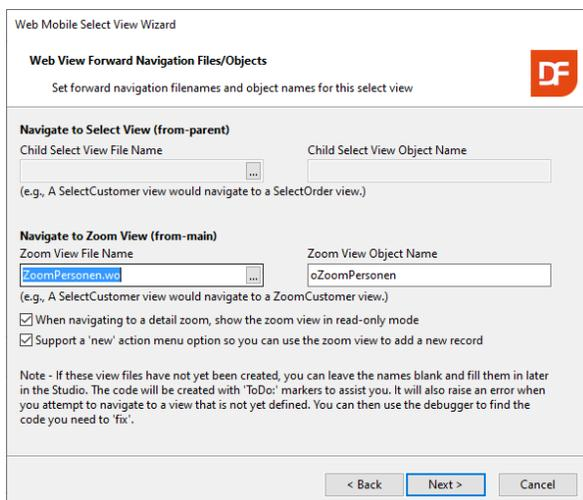 Web Mobile Select View Wizard
Web View Forward Navigation Files/Objects
Set forward navigation filenames and object names for this select view
DF
Navigate to Select View (from-parent)
Child Select View File Name
Child Select View Object Name
...
(e.g., A SelectCustomer view would navigate to a SelectOrder view.)
Navigate to Zoom View (from-main)
Zoom View File Name
Zoom View Object Name
ZoomPersonen.wo
...
oZoomPersonen
(e.g., A SelectCustomer view would navigate to a ZoomCustomer view.)
When navigating to a detail zoom, show the zoom view in read-only mode
Support a 'new' action menu option so you can use the zoom view to add a new record
Note - If these view files have not yet been created, you can leave the names blank and fill them in later
in the Studio. The code will be created with 'ToDo:' markers to assist you. It will also raise an error when
you attempt to navigate to a view that is not yet defined. You can then use the debugger to find the
code you need to 'fix'.
< Back
Next >
Cancel